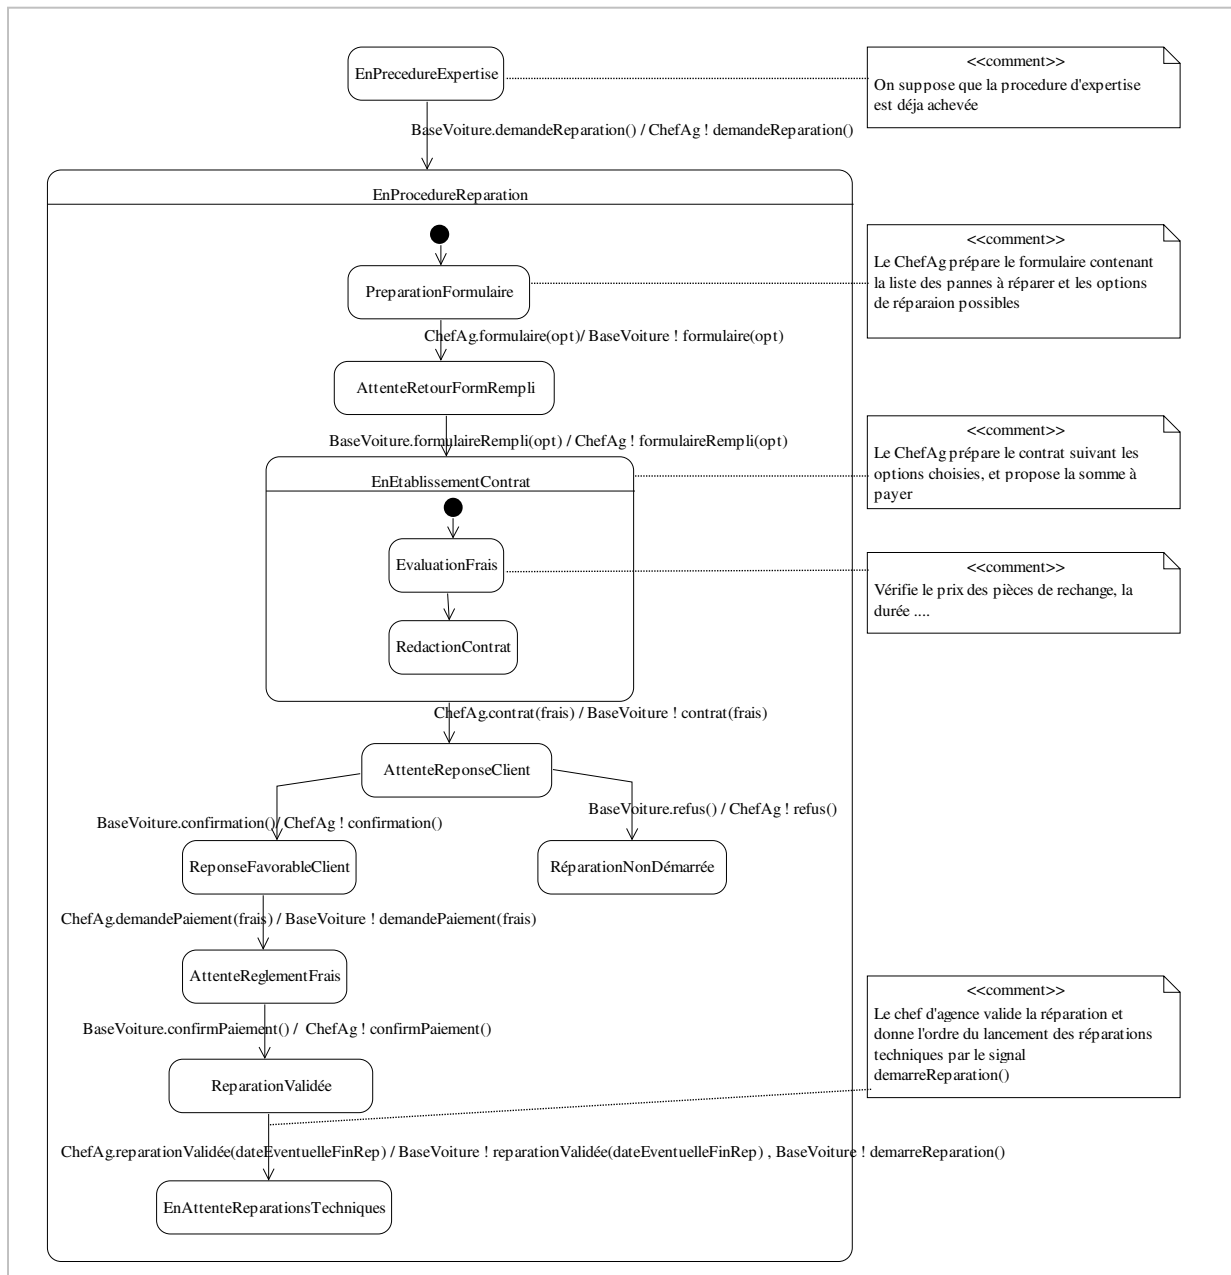 EnPrecedureExpertise
<<comment>>
On suppose que la procedure d'expertise
est déja achevée
BaseVoiture.demandeReparation() / ChefAg ! demandeReparation()
EnProcedureReparation
<<comment>>
Le ChefAg prépare le formulaire contenant
la liste des pannes à réparer et les options
de réparaion possibles
PreparationFormulaire
ChefAg.formulaire(opt)/ BaseVoiture ! formulaire(opt)
AttenteRetourFormRempli
BaseVoiture.formulaireRempli(opt) / ChefAg ! formulaireRempli(opt)
<<comment>>
Le ChefAg prépare le contrat suivant les
options choisies, et propose la somme à
payer
EnEtablissementContrat
EvaluationFrais
<<comment>>
Vérifie le prix des pièces de rechange, la
durée ....
RedactionContrat
ChefAg.contrat(frais) / BaseVoiture ! contrat(frais)
AttenteReponseClient
BaseVoiture.refus() / ChefAg ! refus()
BaseVoiture.confirmation()/ ChefAg ! confirmation()
ReponseFavorableClient
RéparationNonDémarrée
ChefAg.demandePaiement(frais) / BaseVoiture ! demandePaiement(frais)
AttenteReglementFrais
<<comment>>
Le chef d'agence valide la réparation et
donne l'ordre du lancement des réparations
techniques par le signal
demarreReparation()
BaseVoiture.confirmPaiement() / ChefAg ! confirmPaiement()
ReparationValidée
ChefAg.reparationValidée(dateEventuelleFinRep) / BaseVoiture ! reparationValidée(dateEventuelleFinRep) , BaseVoiture ! demarreReparation()
EnAttenteReparationsTechniques